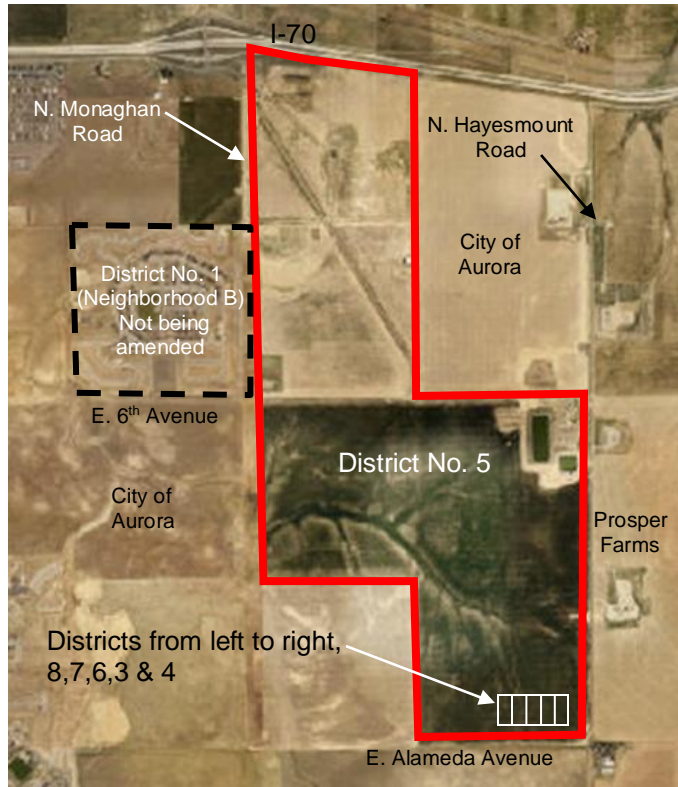 I-70
N. Monaghan
Road
N. Hayesmount
Road
City of
Aurora
District No. 1
(Neighborhood B)
Not being
amended
E. 6th Avenue
District No. 5
City of
Aurora
Prosper
Farms
Districts from left to right,
8,7,6,3 & 4
E. Alameda Avenue